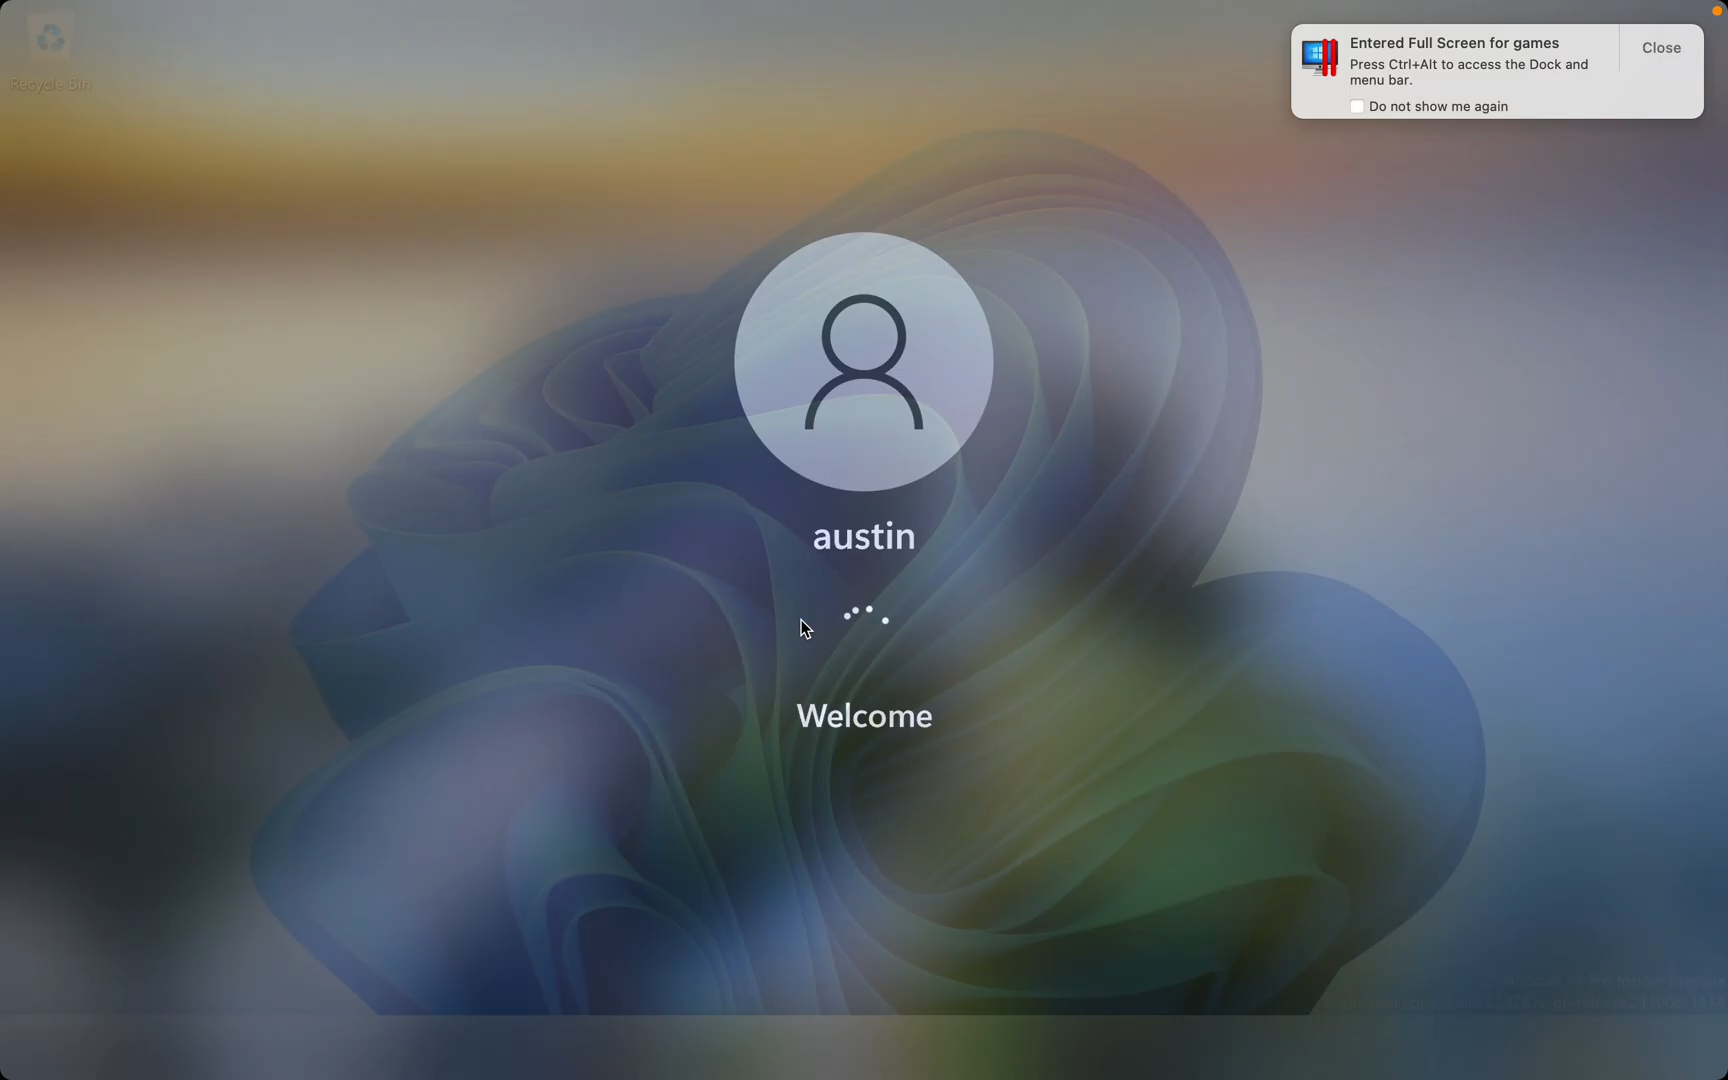 Recycle Bin
Entered Full Screen for games
Close
Press Ctrl+Alt to access the Dock and
menu bar.
Do not show me again
austin
Welcome